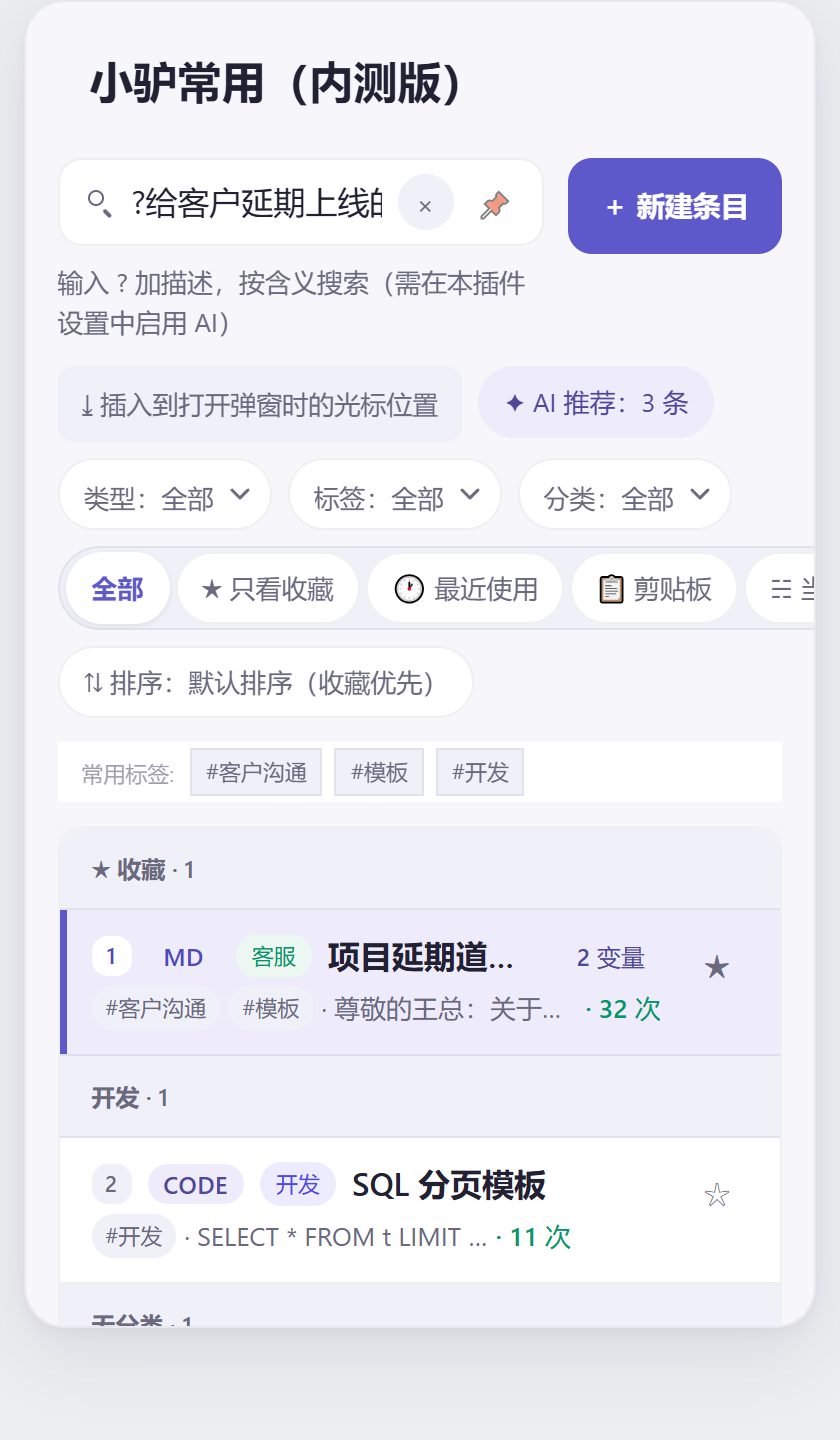 小驴常用（内测版）
?给客户延期上线的 × + 新建条目
输入 ? 加描述，按含义搜索（需在本插件
设置中启用 AI）
↓ 插入到打开弹窗时的光标位置 ✦ AI 推荐：3 条
类型：全部 标签：全部 分类：全部
全部 ★ 只看收藏 最近使用 剪贴板 ☵
⇅ 排序：默认排序（收藏优先）
常用标签: #客户沟通 #模板 #开发
★ 收藏 · 1
1 MD 客服 项目延期道... 2 变量 ★
#客户沟通 #模板 · 尊敬的王总：关于... · 32 次
开发 · 1
2 CODE 开发 SQL 分页模板 ☆
#开发 · SELECT * FROM t LIMIT ... · 11 次
无分类 · 1